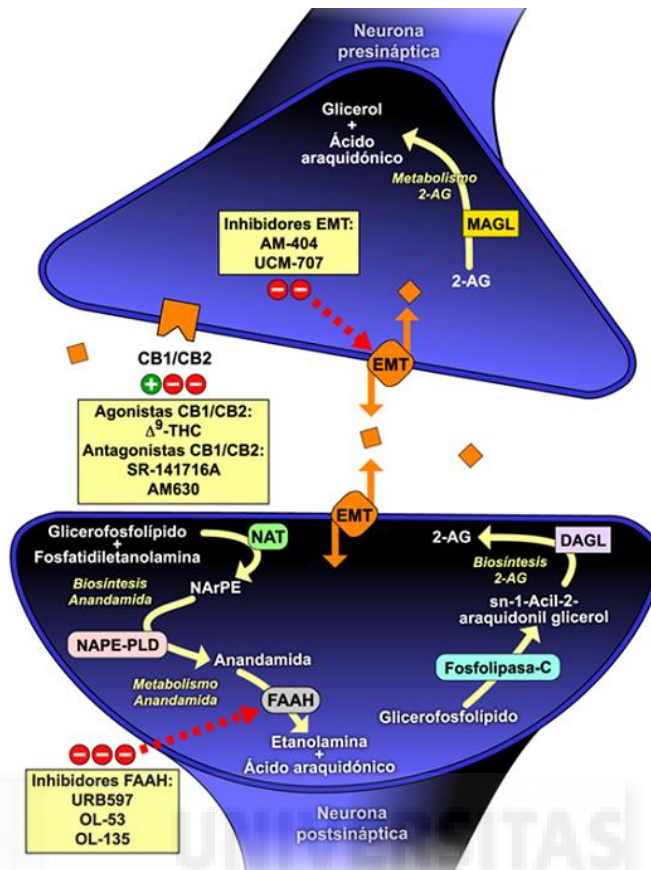 Neurona
presináptica
Glicerol
+
Ácido
araquidónico
Metabolismo
2-AG
MAGL
2-AG
Inhibidores EMT:
AM-404
UCM-707
EMT
CB1/CB2
Agonistas CB1/CB2:
Δ⁹-THC
Antagonistas CB1/CB2:
SR-141716A
AM630
EMT
Glicerofosfolípido
+
Fosfatidiletanolamina
NAT
Biosíntesis
Anandamida
NArPE
NAPE-PLD
Anandamida
Metabolismo
Anandamida
FAAH
Etanolamina
+
Ácido araquidónico
2-AG
DAGL
Biosíntesis
2-AG
sn-1-Acil-2-
araquidonil glicerol
Fosfolipasa-C
Glicerofosfolípido
Inhibidores FAAH:
URB597
OL-53
OL-135
Neurona
postsináptica
UNIVERSITAS